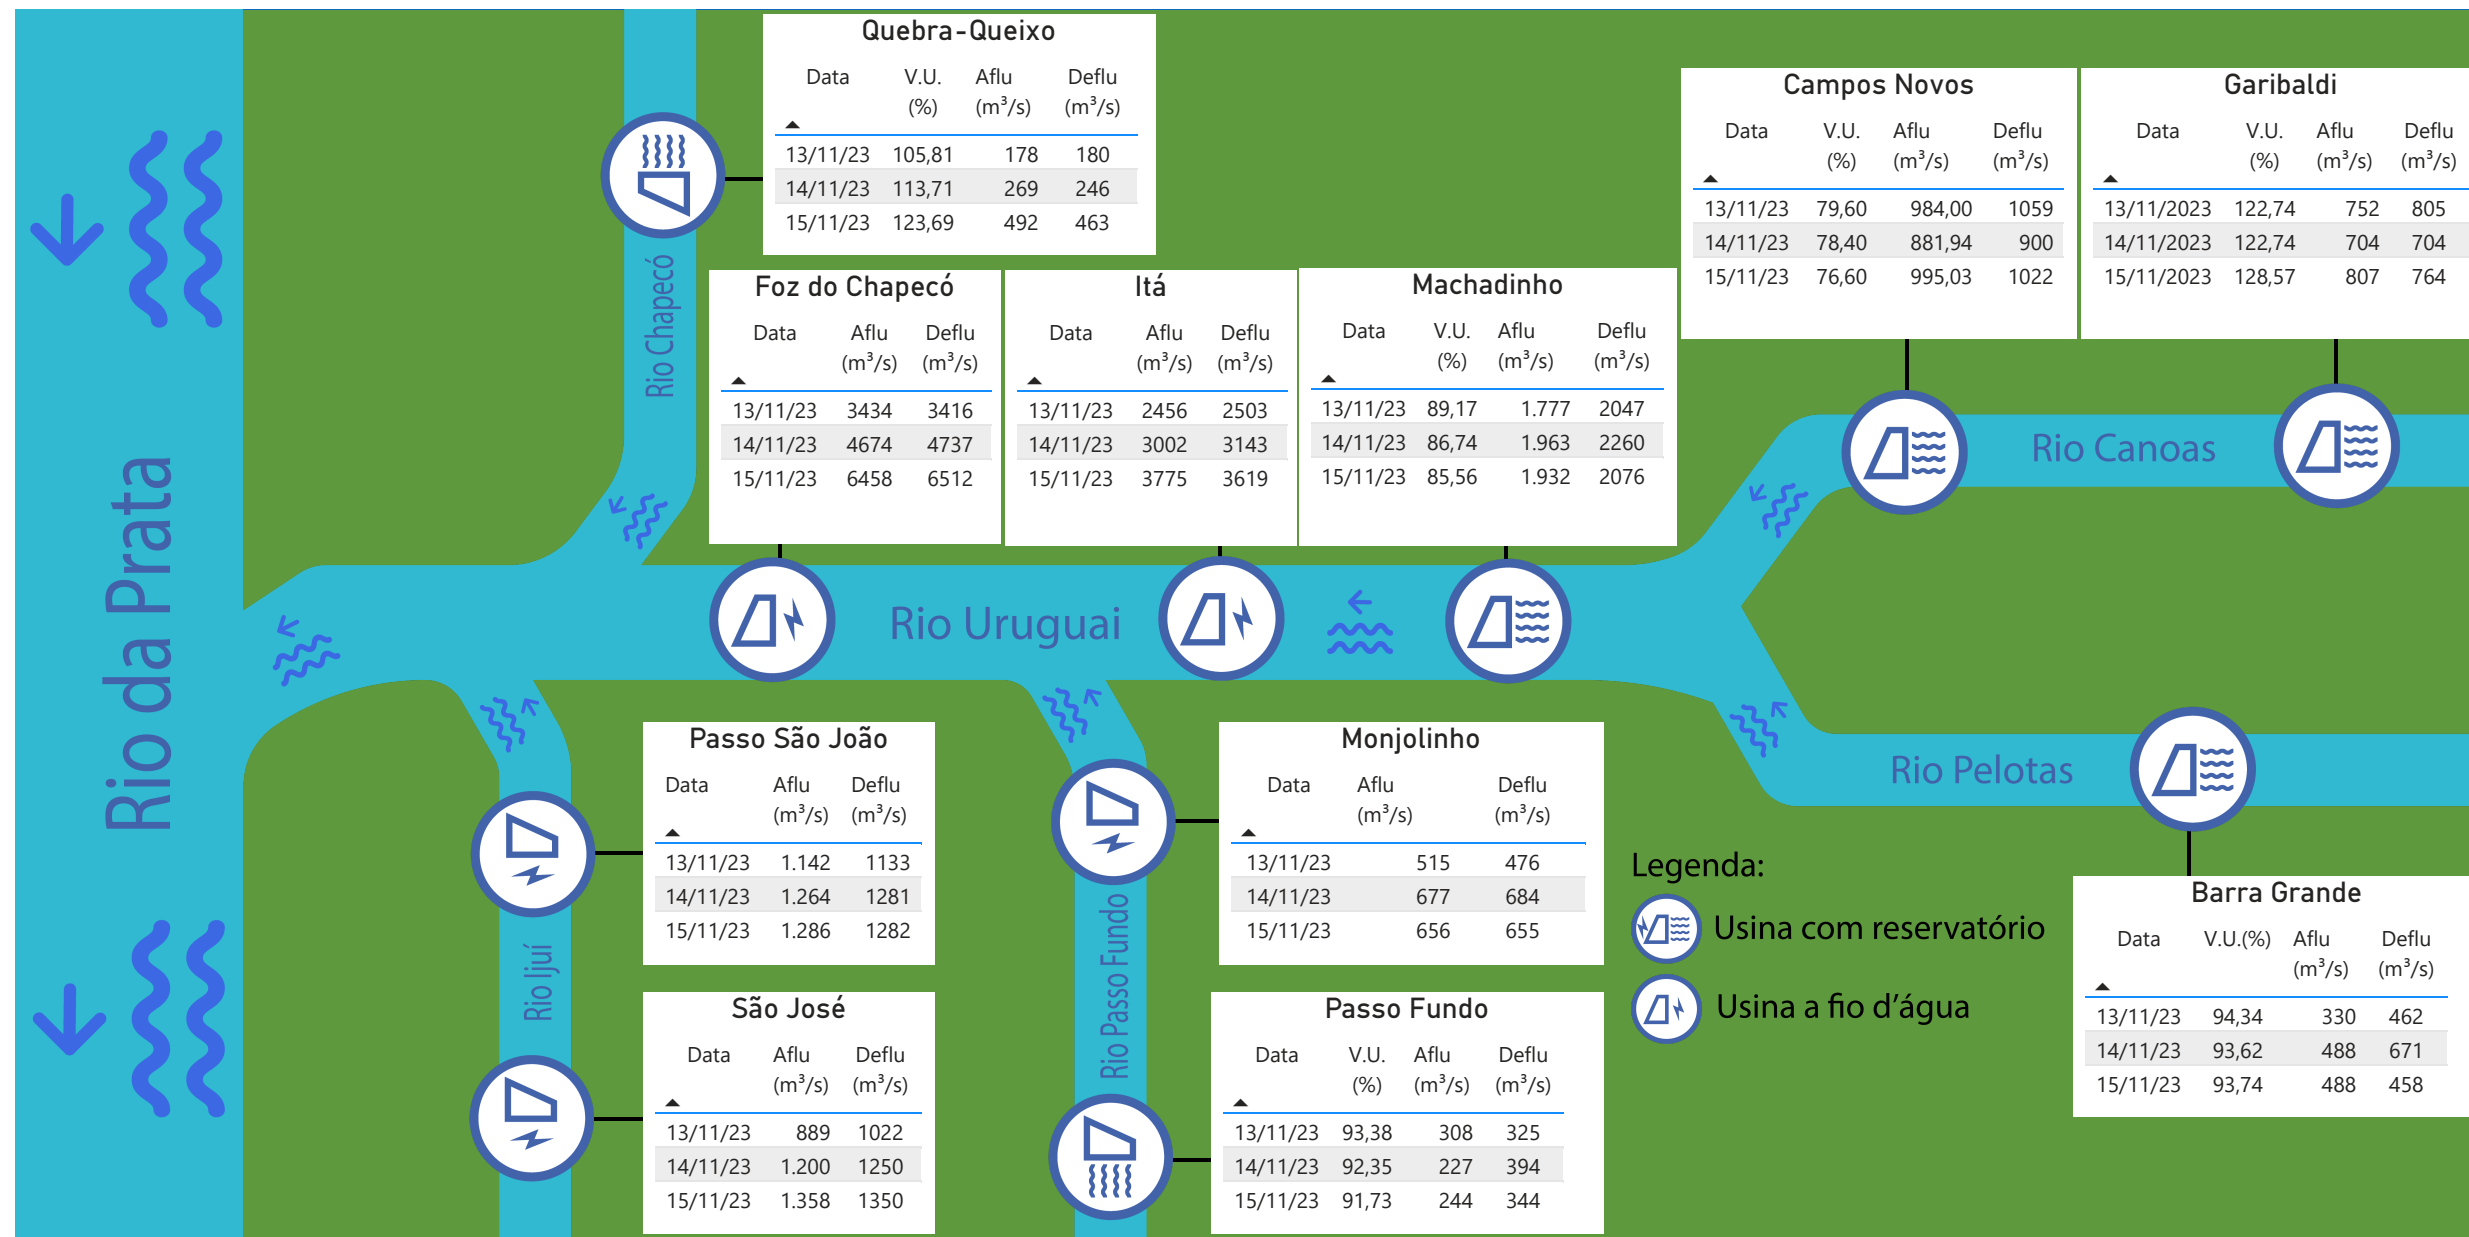 Quebra-Queixo
Data V.U. (%) Aflu (m³/s) Deflu (m³/s)
13/11/23 105,81 178 180
14/11/23 113,71 269 246
15/11/23 123,69 492 463
Campos Novos
Data V.U. (%) Aflu (m³/s) Deflu (m³/s)
13/11/23 79,60 984,00 1059
14/11/23 78,40 881,94 900
15/11/23 76,60 995,03 1022
Garibaldi
Data V.U. (%) Aflu (m³/s) Deflu (m³/s)
13/11/2023 122,74 752 805
14/11/2023 122,74 704 704
15/11/2023 128,57 807 764
Rio Chapecó
Foz do Chapecó
Data Aflu (m³/s) Deflu (m³/s)
13/11/23 3434 3416
14/11/23 4674 4737
15/11/23 6458 6512
Itá
Data Aflu (m³/s) Deflu (m³/s)
13/11/23 2456 2503
14/11/23 3002 3143
15/11/23 3775 3619
Machadinho
Data V.U. (%) Aflu (m³/s) Deflu (m³/s)
13/11/23 89,17 1.777 2047
14/11/23 86,74 1.963 2260
15/11/23 85,56 1.932 2076
Rio Canoas
Rio da Prata
Rio Uruguai
Rio Pelotas
Passo São João
Data Aflu (m³/s) Deflu (m³/s)
13/11/23 1.142 1133
14/11/23 1.264 1281
15/11/23 1.286 1282
Monjolinho
Data Aflu (m³/s) Deflu (m³/s)
13/11/23 515 476
14/11/23 677 684
15/11/23 656 655
Rio Ijuí
Rio Passo Fundo
Legenda:
Usina com reservatório
Usina a fio d'água
Barra Grande
Data V.U.(%) Aflu (m³/s) Deflu (m³/s)
13/11/23 94,34 330 462
14/11/23 93,62 488 671
15/11/23 93,74 488 458
São José
Data Aflu (m³/s) Deflu (m³/s)
13/11/23 889 1022
14/11/23 1.200 1250
15/11/23 1.358 1350
Passo Fundo
Data V.U. (%) Aflu (m³/s) Deflu (m³/s)
13/11/23 93,38 308 325
14/11/23 92,35 227 394
15/11/23 91,73 244 344